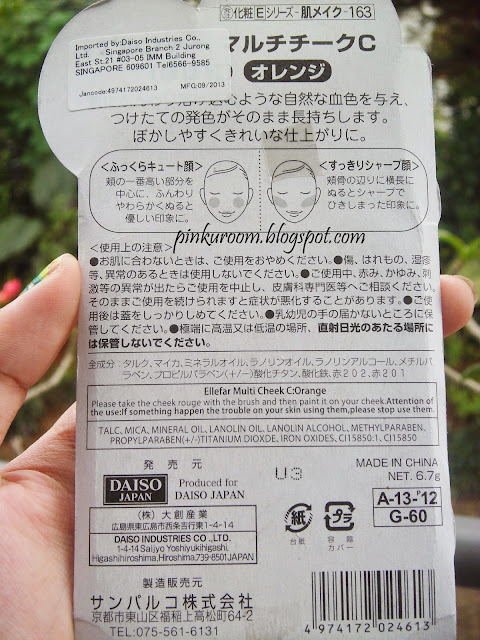 化粧 Eシリーズ - 肌メイク - 163
Imported by:Daiso Industries Co.,
Ltd. Singapore Branch 2 Jurong
East St.21 #03-05 IMM Building
SINGAPORE 609601 Tel6566-9585
Jancode:4974172024613 MFG:09/2013
マルチチークC
オレンジ
ような自然な血色を与え、
つけたての発色がそのまま長持ちします。
ぼかしやすくきれいな仕上がりに。
<ふっくらキュート顔>
頬の一番高い部分を
中心に、ふんわり
やわらかくぬると
優しい印象に。
<すっきりシャープ顔>
頬骨の辺りに横長に
ぬるとシャープで
ひきしまった印象に。
pinkuroom.blogspot.com
<使用上の注意>
●お肌に合わないときは、ご使用をおやめください。●傷、はれもの、湿疹
等、異常のあるときは使用しないでください。●ご使用中、赤み、かゆみ、刺
激等の異常が出たらご使用を中止し、皮膚科専門医等へご相談ください。
そのままご使用を続けられますと症状が悪化することがあります。●ご使
用後は蓋をしっかりしめてください。●乳幼児の手の届かないところに保
管してください。●極端に高温又は低温の場所、直射日光のあたる場所に
は保管しないでください。
全成分：タルク、マイカ、ミネラルオイル、ラノリンオイル、ラノリンアルコール、メチルパ
ラベン、プロピルパラベン（+/-）酸化チタン、酸化鉄、赤202、赤201
Ellefar Multi Cheek C:Orange
Please take the cheek rouge with the brush and then paint it on your cheek.Attention of
the use:If something happen the trouble on your skin using them,please stop use them.
TALC, MICA, MINERAL OIL, LANOLIN OIL, LANOLIN ALCOHOL, METHYLPARABEN,
PROPYLPARABEN(+/-)TITANIUM DIOXDE, IRON OXIDES, CI15850:1, CI15850
発売元
DAISO
JAPAN
Produced for
DAISO JAPAN
U3
MADE IN CHINA
NET. 6.7g
A-13-'12
G-60
(株) 大創産業
広島県東広島市西条吉行東1-4-14
DAISO INDUSTRIES CO.,LTD.
1-4-14 Saijyo Yoshiyukihigashi,
Higashihiroshima,Hiroshima,739-8501JAPAN
紙
台紙
プラ
容器
カバー
製造販売元
サンパルコ株式会社
京都市東山区福稲上高松町64-2
TEL:075-561-6131
4 974172 024613